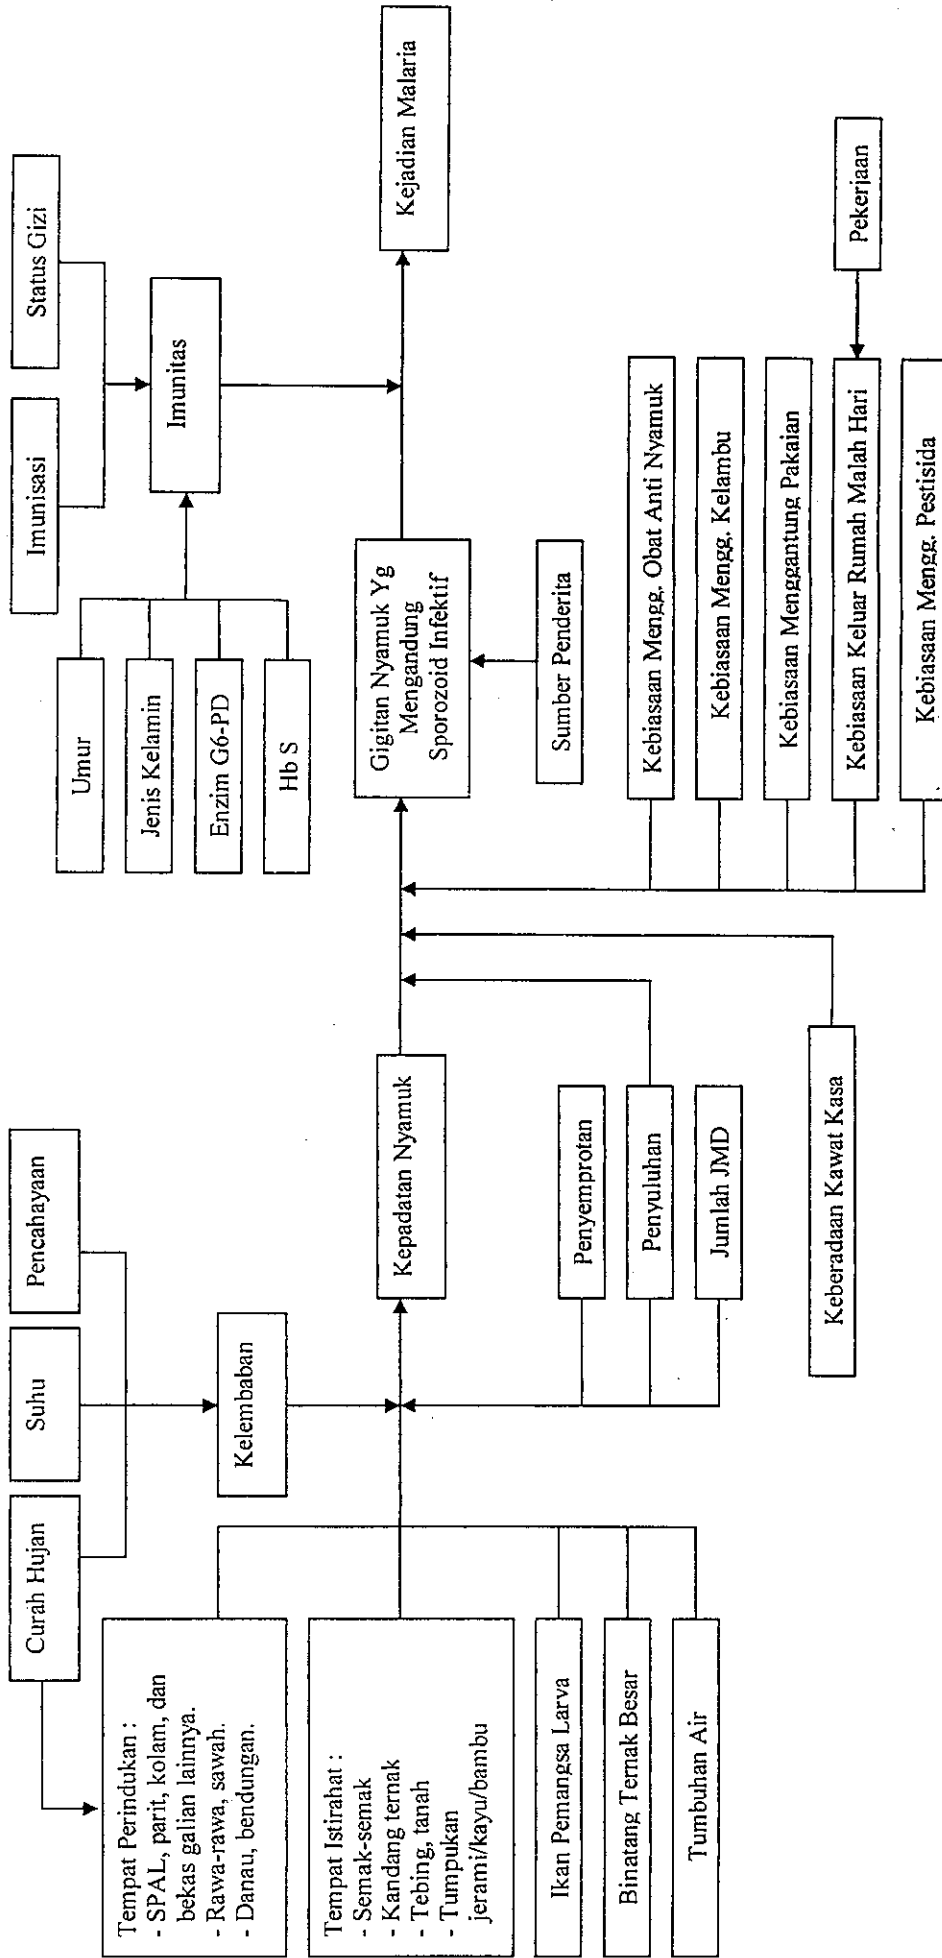 Curah Hujan
Suhu
Pencahayaan
Kelembaban
Tempat Perindukan :
- SPAL, parit, kolam, dan
bekas galian lainnya.
- Rawa-rawa, sawah.
- Danau, bendungan.
Tempat Istirahat :
- Semak-semak
- Kandang ternak
- Tebing, tanah
- Tumpukan
jerami/kayu/bambu
Ikan Pemangsa Larva
Binatang Ternak Besar
Tumbuhan Air
Kepadatan Nyamuk
Penyemprotan
Penyuluhan
Jumlah JMD
Keberadaan Kawat Kasa
Imunisasi
Status Gizi
Umur
Jenis Kelamin
Enzim G6-PD
Hb S
Imunitas
Gigitan Nyamuk Yg
Mengandung
Sporozoid Infektif
Sumber Penderita
Kejadian Malaria
Kebiasaan Mengg. Obat Anti Nyamuk
Kebiasaan Mengg. Kelambu
Kebiasaan Menggantung Pakaian
Kebiasaan Keluar Rumah Malah Hari
Kebiasaan Mengg. Pestisida
Pekerjaan